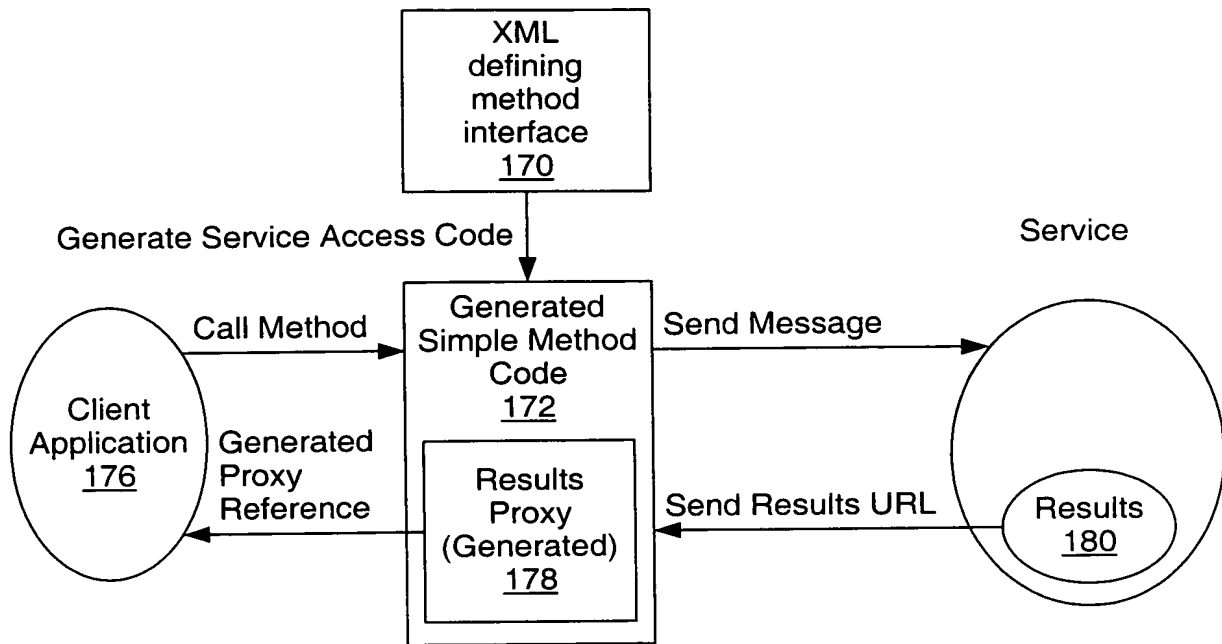 XML
defining
method
interface
170
Generate Service Access Code
Service
Call Method
Generated
Simple Method
Code
172
Send Message
Client
Application
176
Generated
Proxy
Reference
Results
Proxy
(Generated)
178
Send Results URL
Results
180